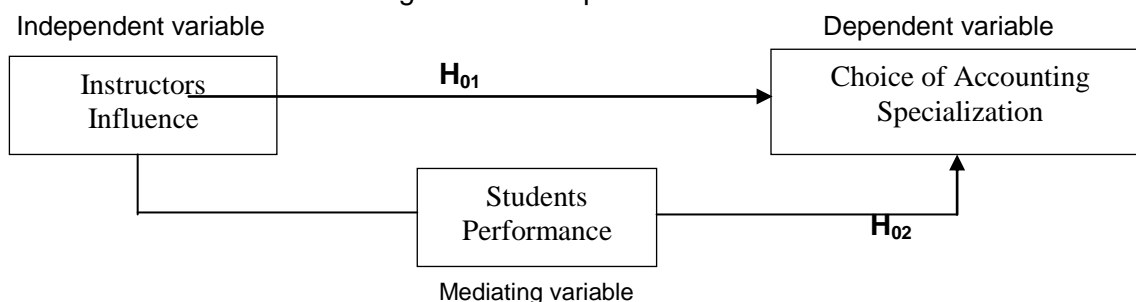 Independent variable
Dependent variable
Instructors
Influence
H01
Choice of Accounting
Specialization
Students
Performance
H02
Mediating variable